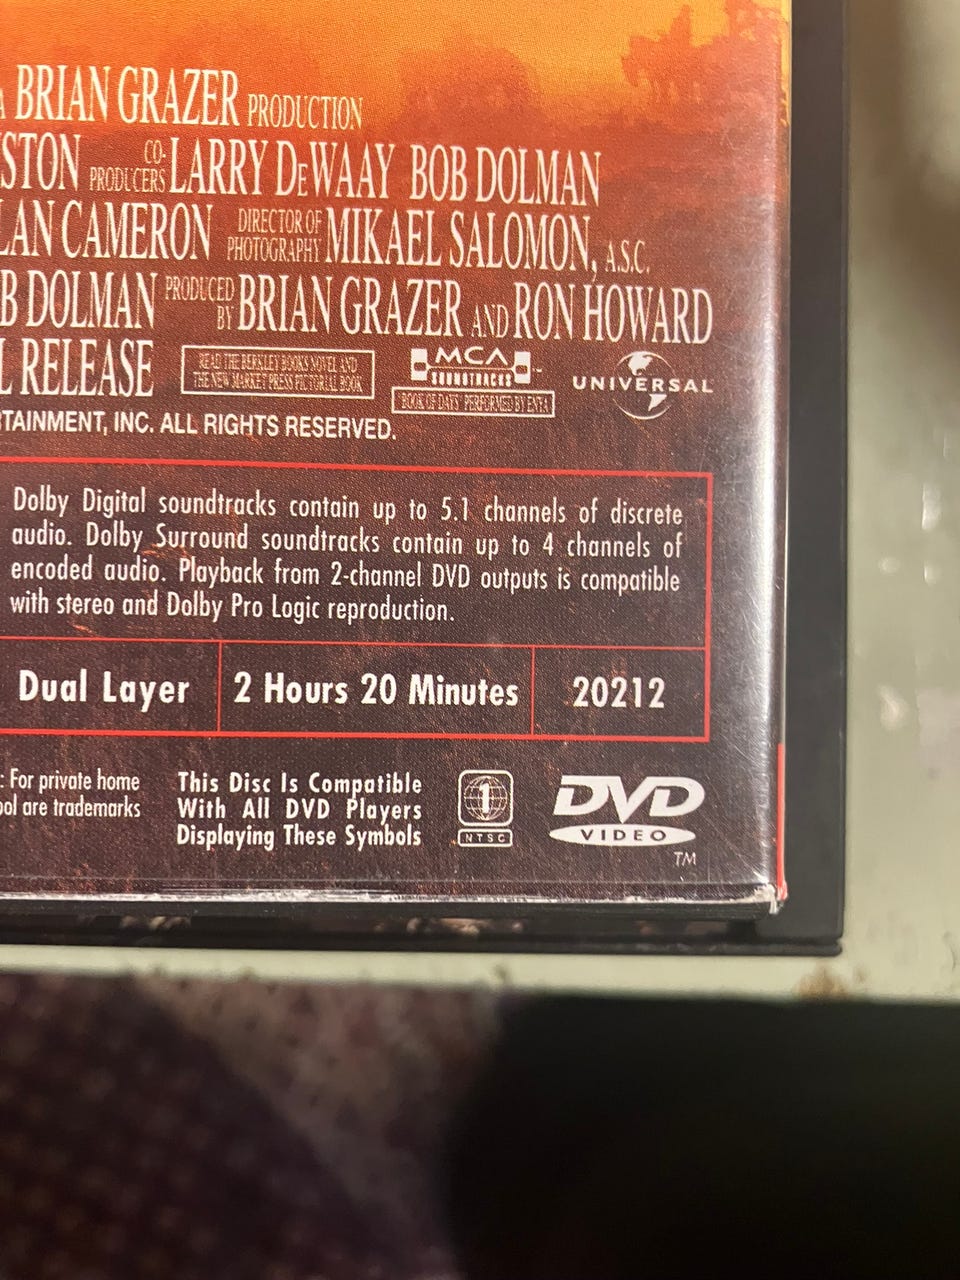 A BRIAN GRAZER PRODUCTION
STON CO-PRODUCERS LARRY DeWAAY BOB DOLMAN
LAN CAMERON DIRECTOR OF PHOTOGRAPHY MIKAEL SALOMON, A.S.C.
B DOLMAN PRODUCED BY BRIAN GRAZER AND RON HOWARD
L RELEASE
READ THE BERKLEY BOOKS NOVEL AND
THE NEW MARKET PRESS PICTORIAL BOOK
MCA
SOUNDTRACKS
"BOOK OF DAYS" PERFORMED BY ENYA
UNIVERSAL
TAINMENT, INC. ALL RIGHTS RESERVED.
Dolby Digital soundtracks contain up to 5.1 channels of discrete
audio. Dolby Surround soundtracks contain up to 4 channels of
encoded audio. Playback from 2-channel DVD outputs is compatible
with stereo and Dolby Pro Logic reproduction.
Dual Layer 2 Hours 20 Minutes 20212
: For private home
ool are trademarks
This Disc Is Compatible
With All DVD Players
Displaying These Symbols
1
NTSC
DVD
VIDEO
TM